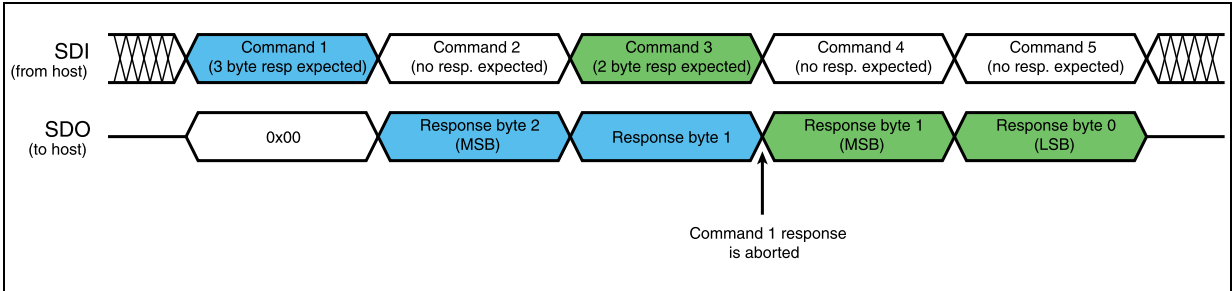 SDI
(from host)
Command 1
(3 byte resp expected)
Command 2
(no resp. expected)
Command 3
(2 byte resp expected)
Command 4
(no resp. expected)
Command 5
(no resp. expected)
SDO
(to host)
0x00
Response byte 2
(MSB)
Response byte 1
Response byte 1
(MSB)
Response byte 0
(LSB)
Command 1 response
is aborted